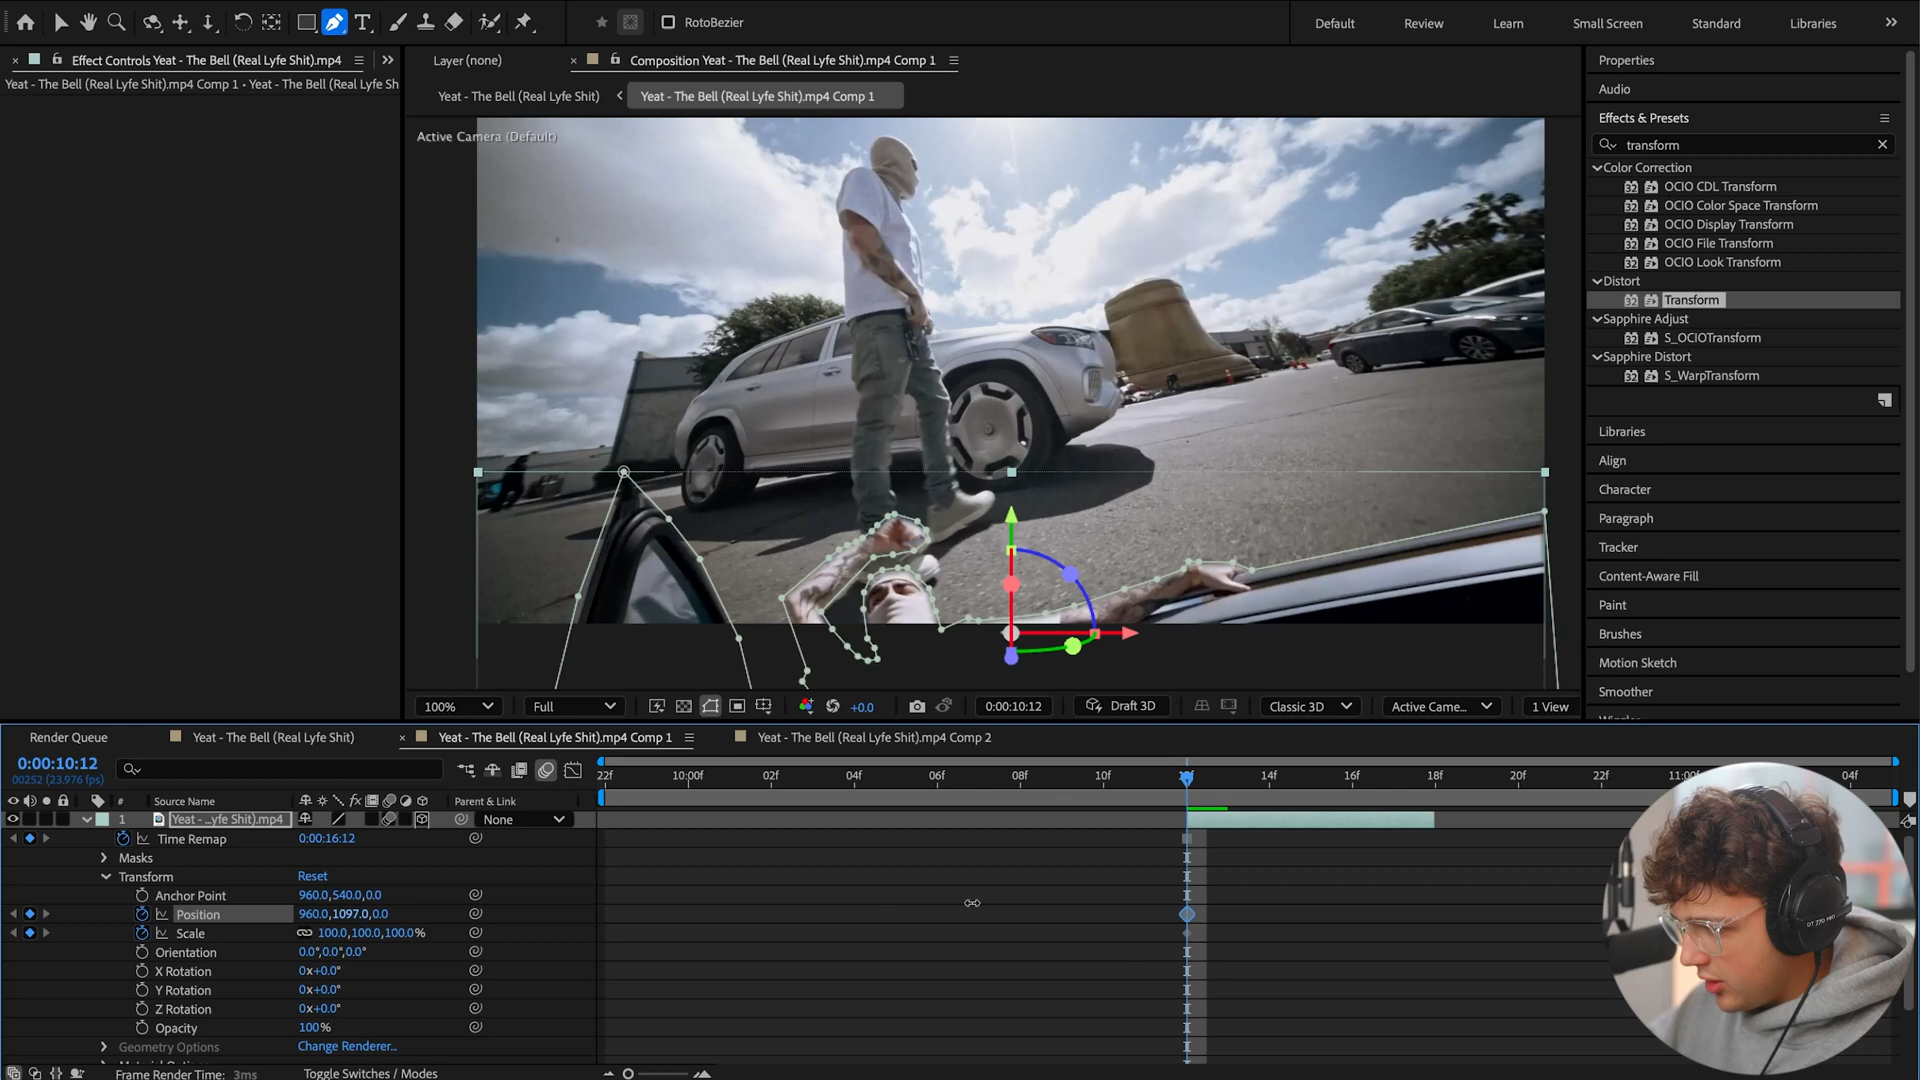 RotoBezier
Default
Review
Learn
Small Screen
Standard
Libraries
Effect Controls Yeat - The Bell (Real Lyfe Shit).mp4
Yeat - The Bell (Real Lyfe Shit).mp4 Comp 1 • Yeat - The Bell (Real Lyfe Sh
Layer (none)
Composition Yeat - The Bell (Real Lyfe Shit).mp4 Comp 1
Yeat - The Bell (Real Lyfe Shit)
Yeat - The Bell (Real Lyfe Shit).mp4 Comp 1
Active Camera (Default)
Properties
Audio
Effects & Presets
transform
Color Correction
OCIO CDL Transform
OCIO Color Space Transform
OCIO Display Transform
OCIO File Transform
OCIO Look Transform
Distort
Transform
Sapphire Adjust
S_OCIOTransform
Sapphire Distort
S_WarpTransform
Libraries
Align
Character
Paragraph
Tracker
Content-Aware Fill
Paint
Brushes
Motion Sketch
Smoother
100%
Full
+0.0
0:00:10:12
Draft 3D
Classic 3D
Active Came...
1 View
Render Queue
Yeat - The Bell (Real Lyfe Shit)
Yeat - The Bell (Real Lyfe Shit).mp4 Comp 1
Yeat - The Bell (Real Lyfe Shit).mp4 Comp 2
0:00:10:12
00252 (23.976 fps)
22f 10:00f 02f 04f 06f 08f 10f 14f 16f 18f 20f 22f 11:00f 04f
# Source Name Parent & Link
1 Yeat - ...yfe Shit).mp4 None
Time Remap 0:00:16:12
Masks
Transform Reset
Anchor Point 960.0,540.0,0.0
Position 960.0,1097.0,0.0
Scale 100.0,100.0,100.0%
Orientation 0.0°,0.0°,0.0°
X Rotation 0x+0.0°
Y Rotation 0x+0.0°
Z Rotation 0x+0.0°
Opacity 100%
Geometry Options Change Renderer...
Frame Render Time: 3ms Toggle Switches / Modes
DT 770 PRO